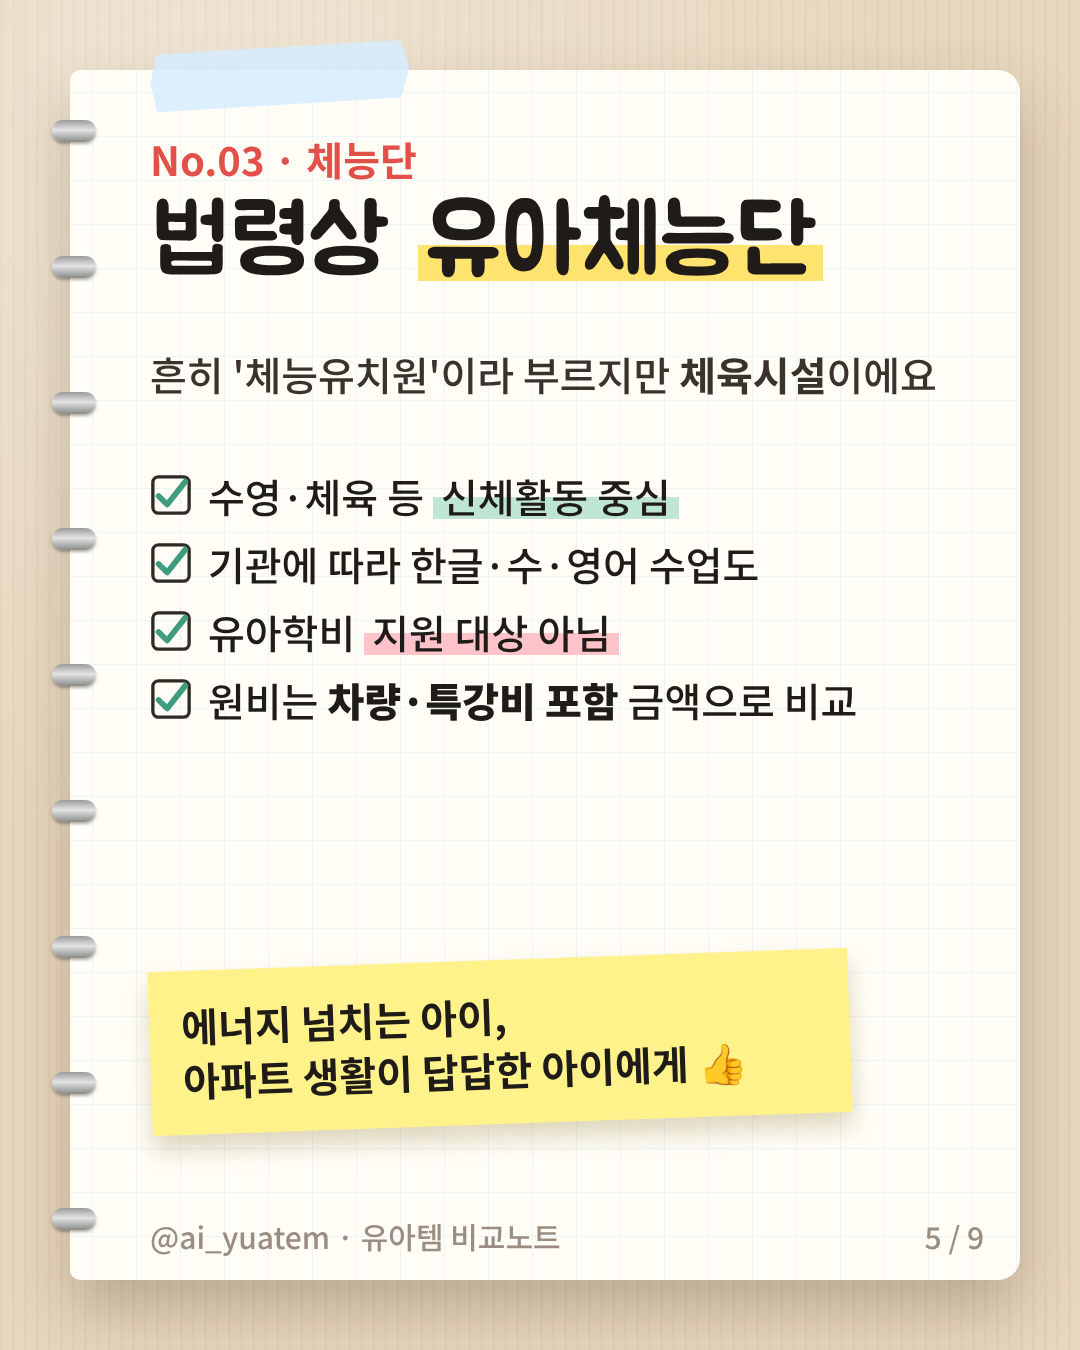 No.03 · 체능단
법령상 유아체능단
흔히 '체능유치원'이라 부르지만 체육시설이에요
수영·체육 등 신체활동 중심
기관에 따라 한글·수·영어 수업도
유아학비 지원 대상 아님
원비는 차량·특강비 포함 금액으로 비교
에너지 넘치는 아이,
아파트 생활이 답답한 아이에게 👍
@ai_yuatem · 유아템 비교노트
5 / 9